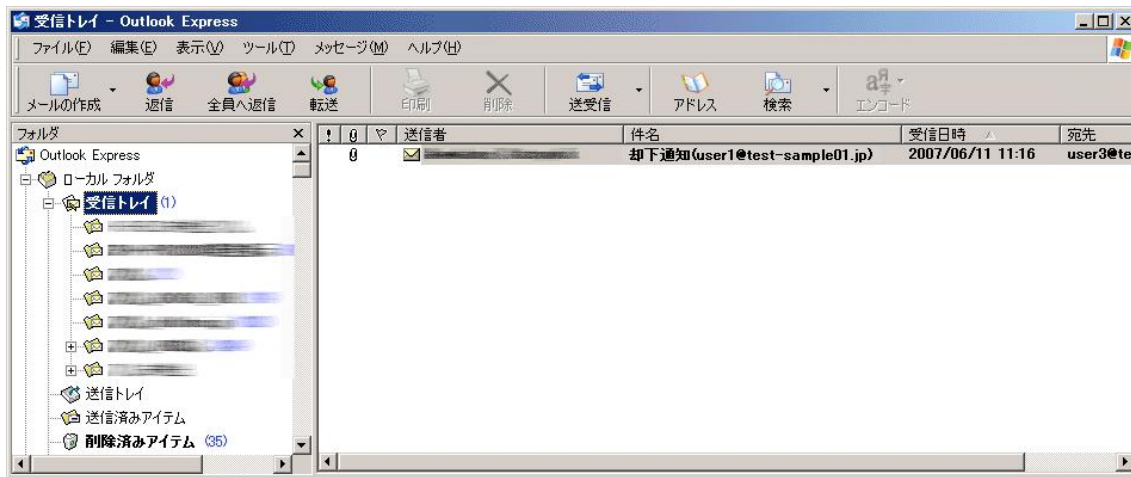 受信トレイ - Outlook Express
ファイル(F) 編集(E) 表示(V) ツール(T) メッセージ(M) ヘルプ(H)
メールの作成 返信 全員へ返信 転送 印刷 削除 送受信 アドレス 検索 エンコード
フォルダ
! 送信者 件名 受信日時 宛先
却下通知(user1@test-sample01.jp) 2007/06/11 11:16 user3@te
Outlook Express
ローカル フォルダ
受信トレイ (1)
送信トレイ
送信済みアイテム
削除済みアイテム (35)